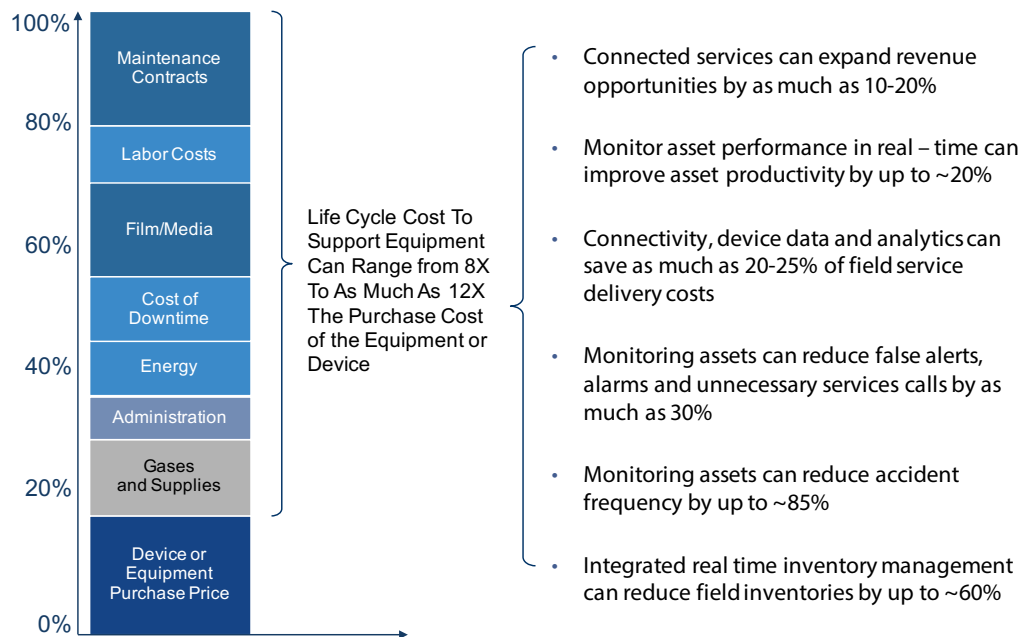 100%
80%
60%
40%
20%
0%
Maintenance
Contracts
Labor Costs
Film/Media
Cost of
Downtime
Energy
Administration
Gases
and Supplies
Device or
Equipment
Purchase Price
Life Cycle Cost To
Support Equipment
Can Range from 8X
To As Much As 12X
The Purchase Cost
of the Equipment or
Device
• Connected services can expand revenue
opportunities by as much as 10-20%
• Monitor asset performance in real – time can
improve asset productivity by up to ~20%
• Connectivity, device data and analytics can
save as much as 20-25% of field service
delivery costs
• Monitoring assets can reduce false alerts,
alarms and unnecessary services calls by as
much as 30%
• Monitoring assets can reduce accident
frequency by up to ~85%
• Integrated real time inventory management
can reduce field inventories by up to ~60%